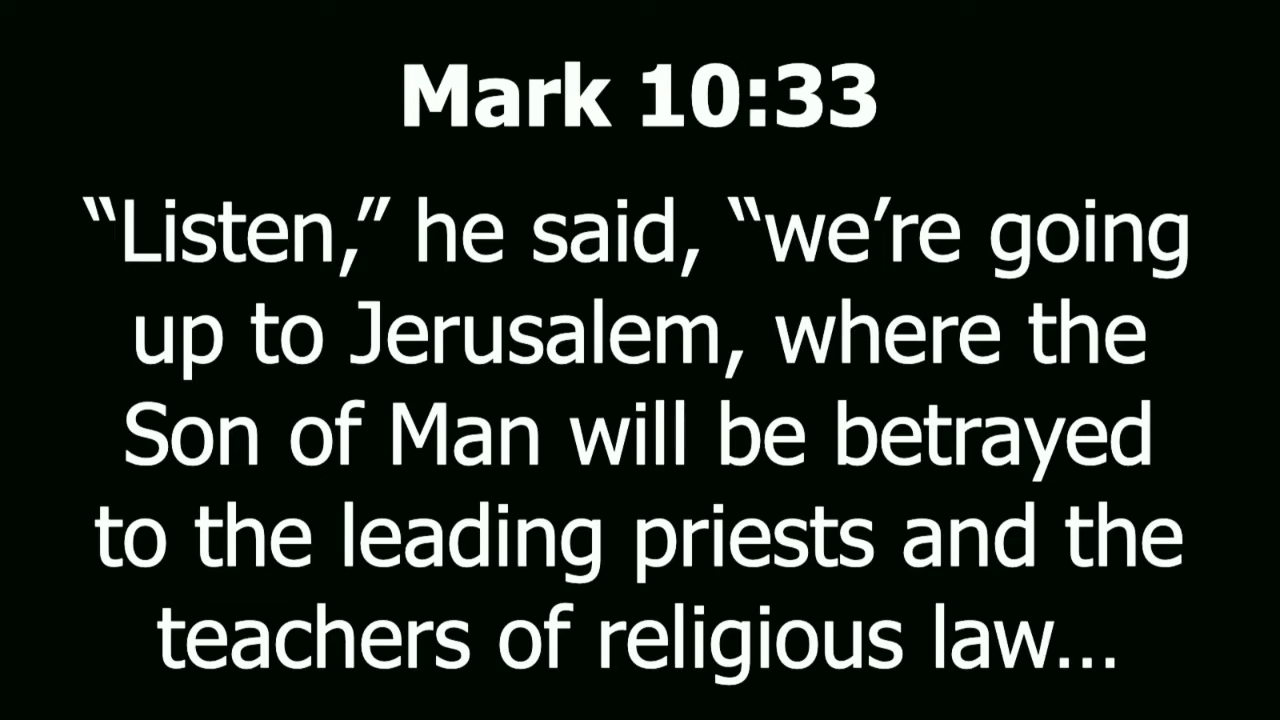 Mark 10:33
“Listen,” he said, “we’re going
up to Jerusalem, where the
Son of Man will be betrayed
to the leading priests and the
teachers of religious law…